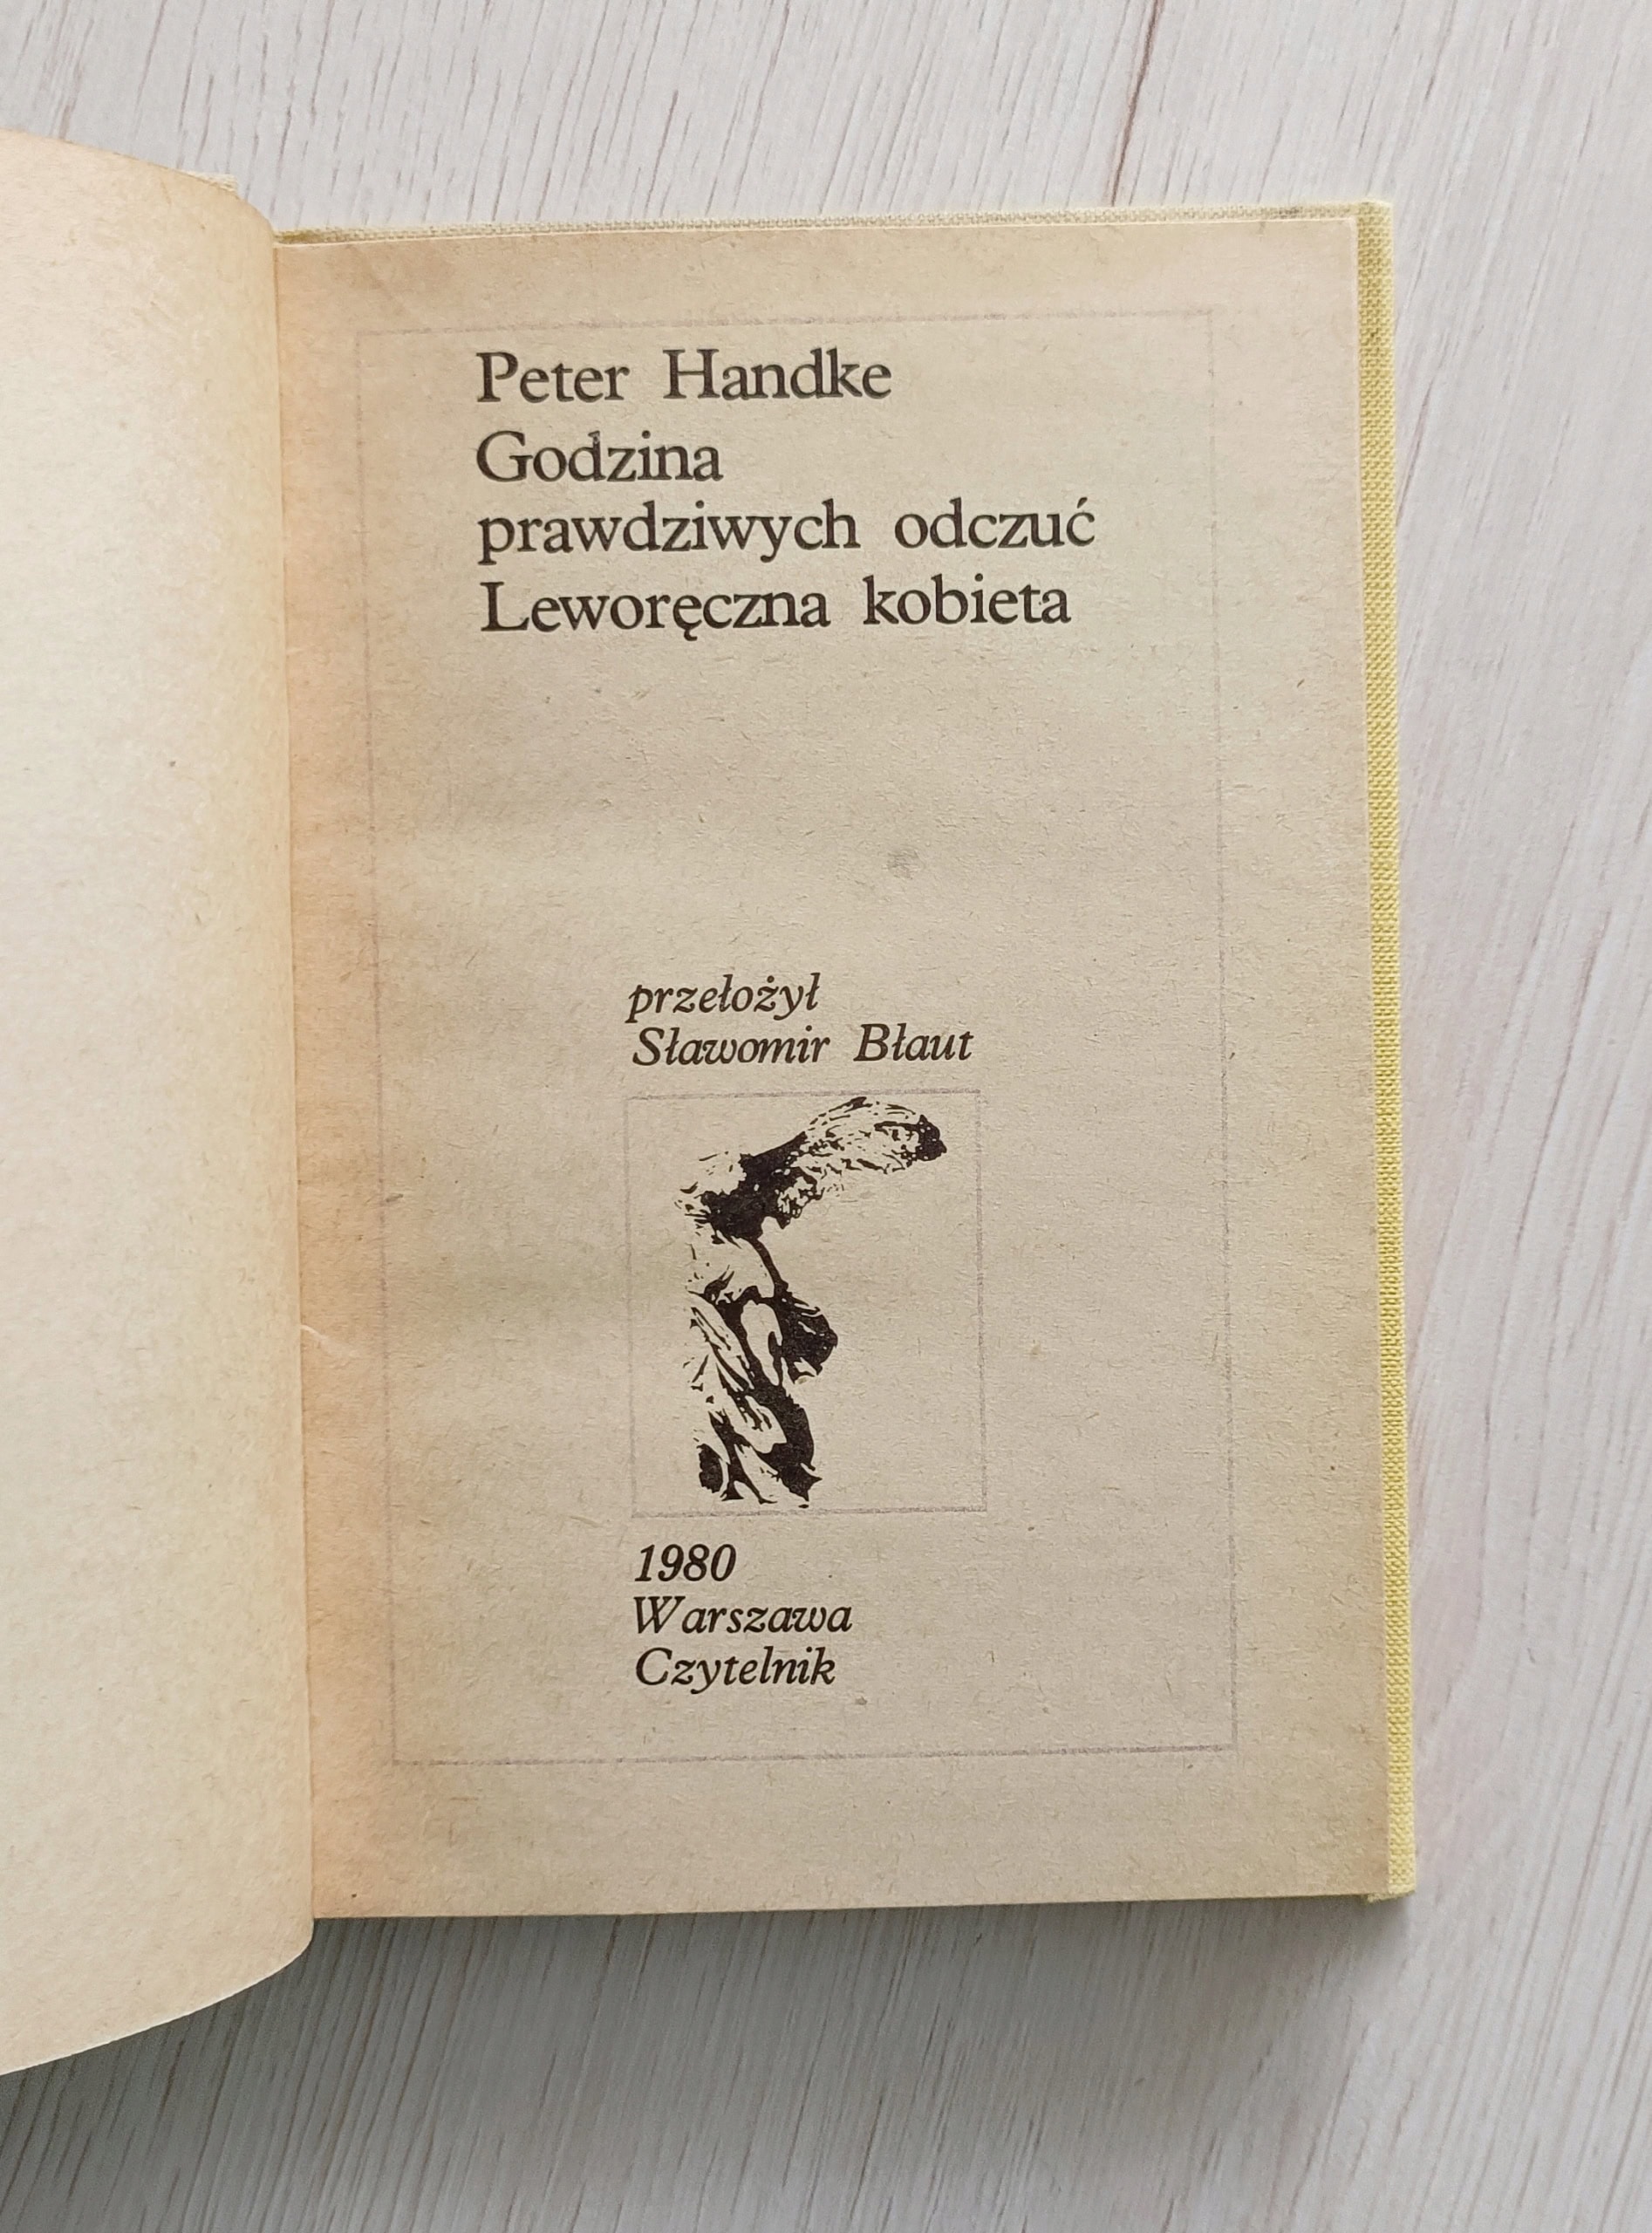 Peter Handke
Godzina
prawdziwych odczuć
Leworęczna kobieta
przełożył
Sławomir Błaut
1980
Warszawa
Czytelnik